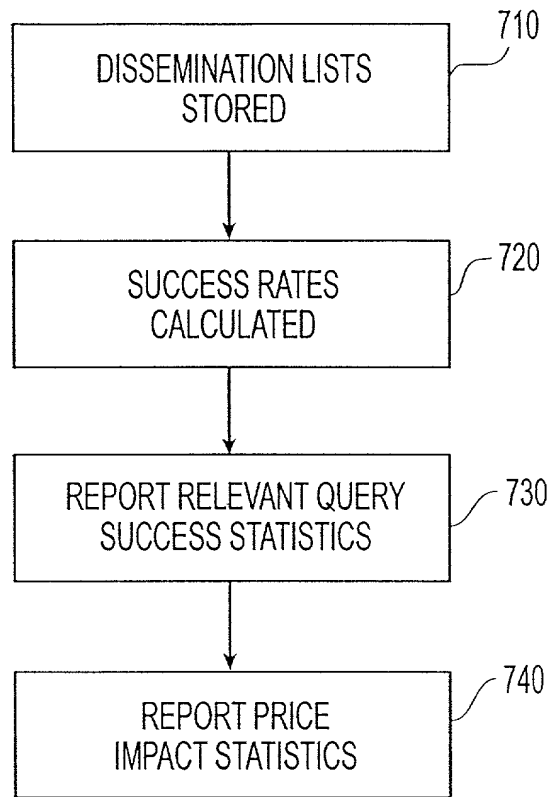 710
DISSEMINATION LISTS
STORED
720
SUCCESS RATES
CALCULATED
730
REPORT RELEVANT QUERY
SUCCESS STATISTICS
740
REPORT PRICE
IMPACT STATISTICS